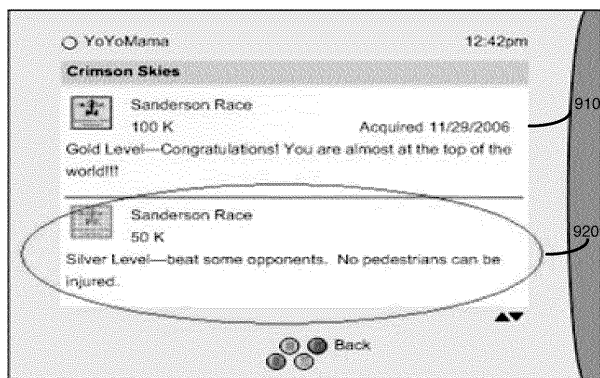 YoYoMama 12:42pm
Crimson Skies
Sanderson Race
100 K Acquired 11/29/2006
910
Gold Level—Congratulations! You are almost at the top of the
world!!!
Sanderson Race
50 K
920
Silver Level—beat some opponents. No pedestrians can be
injured.
Back